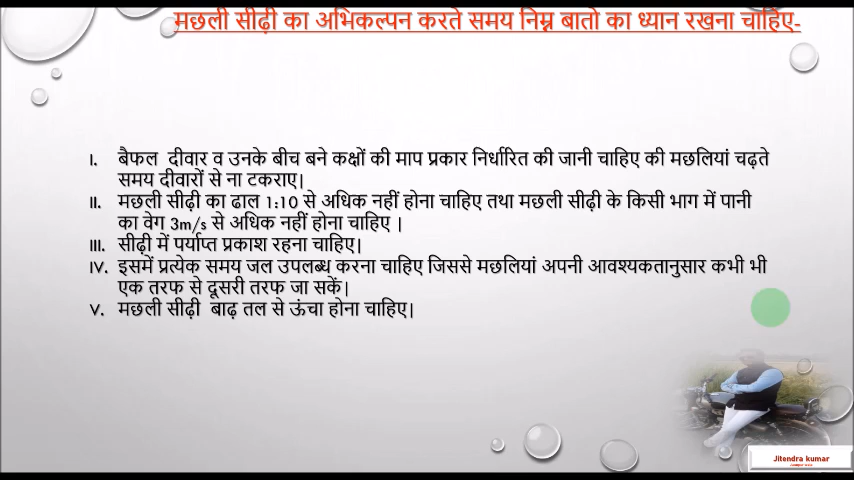 मछली सीढ़ी का अभिकल्पन करते समय निम्न बातो का ध्यान रखना चाहिए-
I. बैफल दीवार व उनके बीच बने कक्षों की माप प्रकार निर्धारित की जानी चाहिए की मछलियां चढ़ते
समय दीवारों से ना टकराए।
II. मछली सीढ़ी का ढाल 1:10 से अधिक नहीं होना चाहिए तथा मछली सीढ़ी के किसी भाग में पानी
का वेग 3m/s से अधिक नहीं होना चाहिए ।
III. सीढ़ी में पर्याप्त प्रकाश रहना चाहिए।
IV. इसमें प्रत्येक समय जल उपलब्ध करना चाहिए जिससे मछलियां अपनी आवश्यकतानुसार कभी भी
एक तरफ से दूसरी तरफ जा सकें।
V. मछली सीढ़ी बाढ़ तल से ऊंचा होना चाहिए।
Jitendra kumar